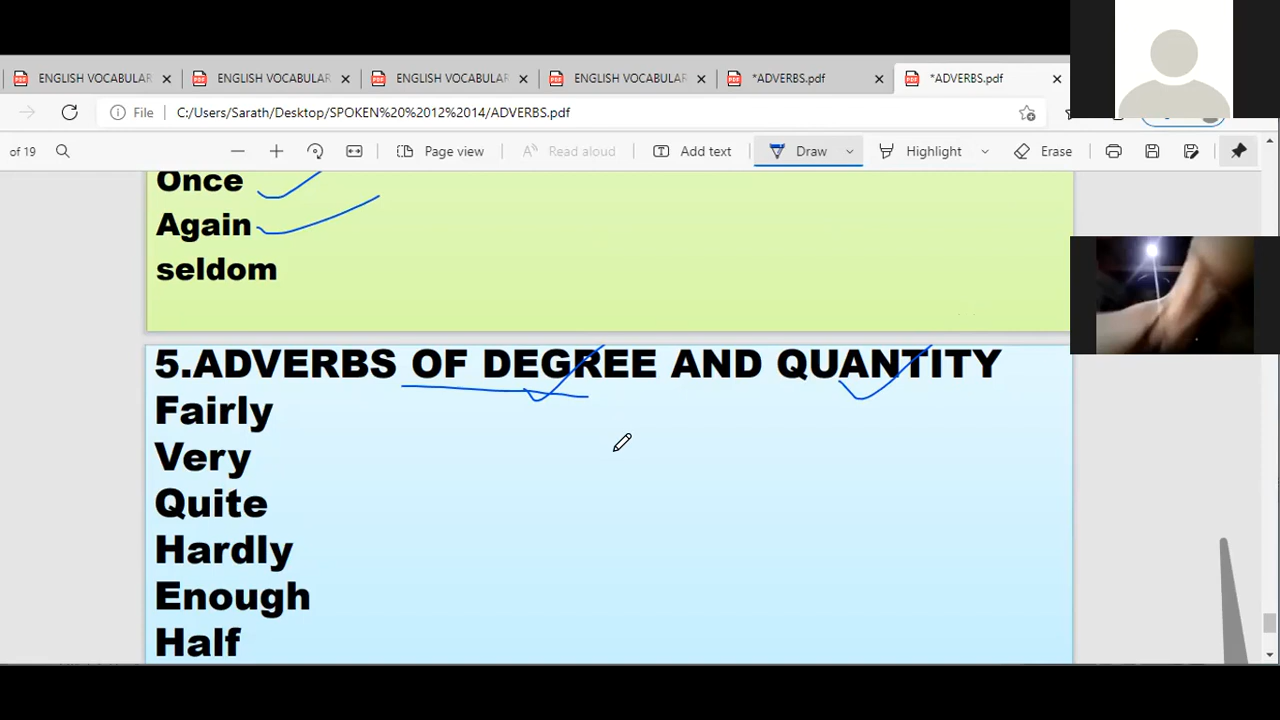 ENGLISH VOCABULAR
ENGLISH VOCABULAR
ENGLISH VOCABULAR
ENGLISH VOCABULAR
*ADVERBS.pdf
*ADVERBS.pdf
File C:/Users/Sarath/Desktop/SPOKEN%20%2012%2014/ADVERBS.pdf
of 19 Page view Read aloud Add text Draw Highlight Erase
Once
Again
seldom
5.ADVERBS OF DEGREE AND QUANTITY
Fairly
Very
Quite
Hardly
Enough
Half